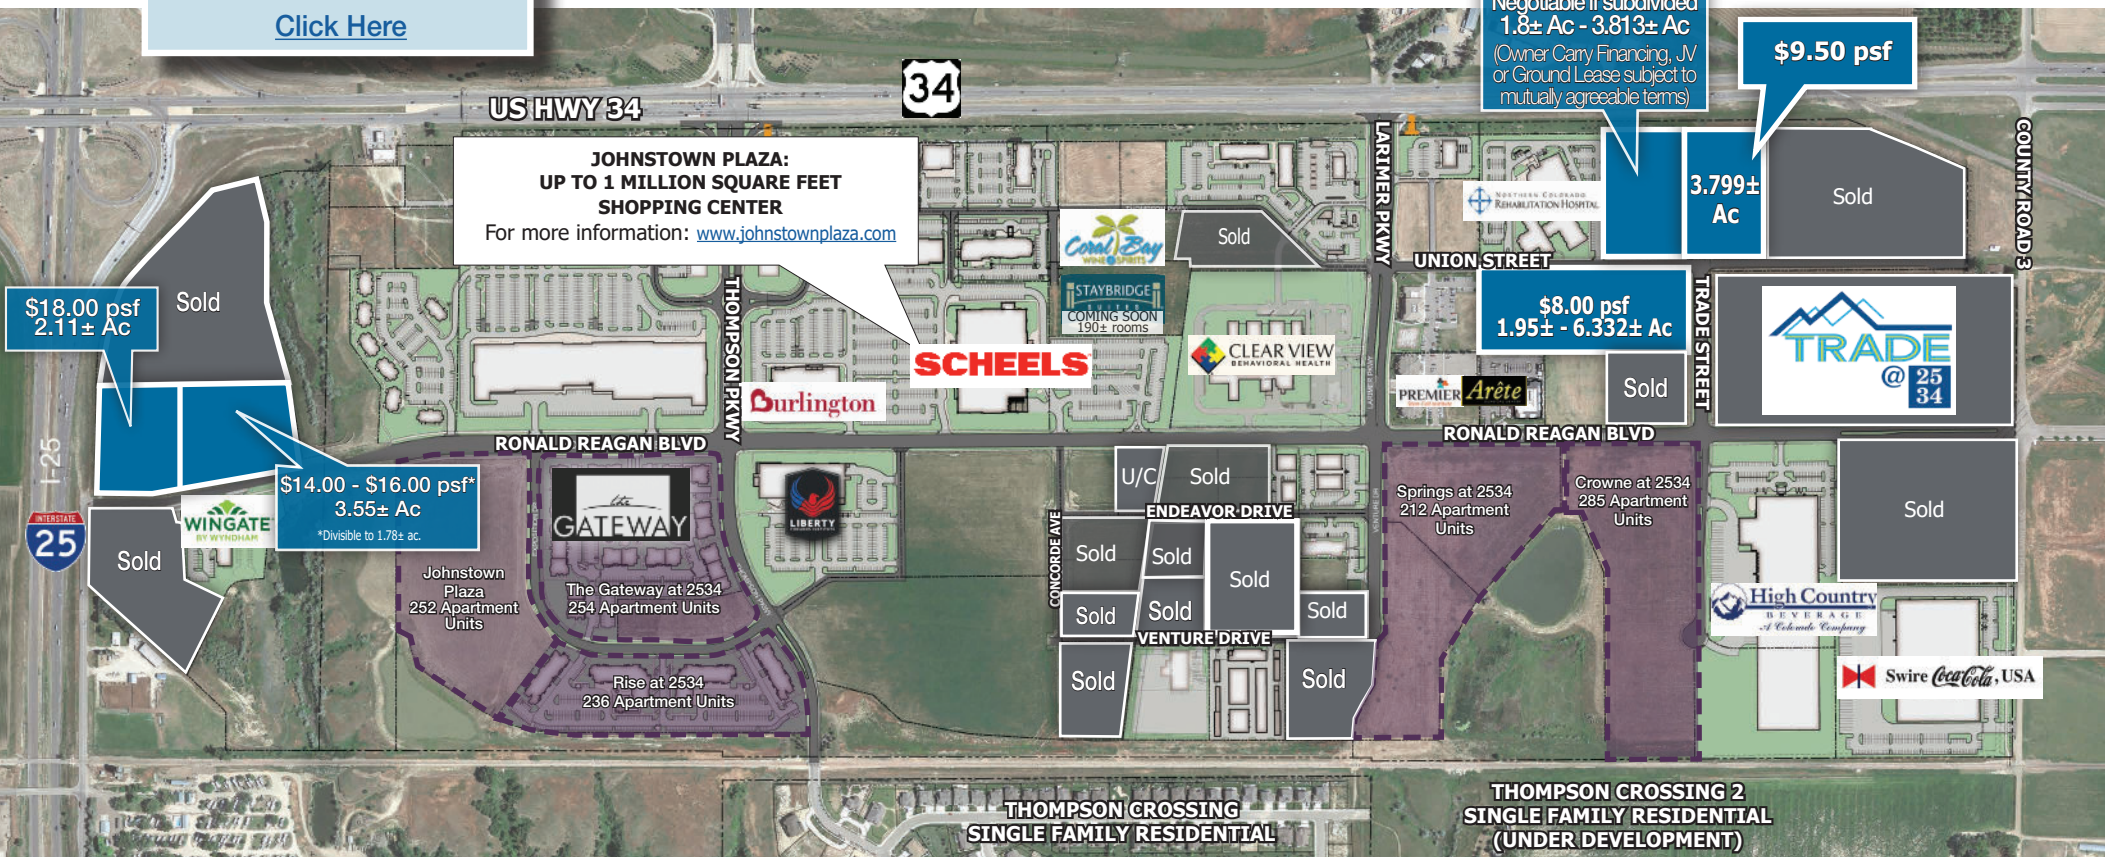 Click Here
Negotiable if subdivided
1.8± Ac - 3.813± Ac
(Owner Carry Financing, JV
or Ground Lease subject to
mutually agreeable terms)
$9.50 psf
34
US HWY 34
JOHNSTOWN PLAZA:
UP TO 1 MILLION SQUARE FEET
SHOPPING CENTER
For more information: www.johnstownplaza.com
LARIMER PKWY
COUNTY ROAD 3
NORTHERN COLORADO
REHABILITATION HOSPITAL
3.799±
Ac
Sold
Coral Bay
WINE & SPIRITS
Sold
UNION STREET
STAYBRIDGE
SUITES
COMING SOON
190± rooms
$18.00 psf
2.11± Ac
Sold
THOMPSON PKWY
$8.00 psf
1.95± - 6.332± Ac
TRADE STREET
TRADE
@ 25
34
SCHEELS
CLEAR VIEW
BEHAVIORAL HEALTH
Burlington
PREMIER
Arête
Sold
I-25
RONALD REAGAN BLVD
RONALD REAGAN BLVD
$14.00 - $16.00 psf*
3.55± Ac
*Divisible to 1.78± ac.
WINGATE
BY WYNDHAM
INTERSTATE
25
Sold
the
GATEWAY
LIBERTY
U/C
Sold
ENDEAVOR DRIVE
CONCORDE AVE
VENTURE DR
Sold
Sold
Sold
Sold
Sold
Sold
VENTURE DRIVE
Sold
Sold
Springs at 2534
212 Apartment
Units
Crowne at 2534
285 Apartment
Units
Sold
Johnstown
Plaza
252 Apartment
Units
The Gateway at 2534
254 Apartment Units
Rise at 2534
236 Apartment Units
High Country
BEVERAGE
A Colorado Company
Swire Coca-Cola, USA
THOMPSON CROSSING
SINGLE FAMILY RESIDENTIAL
THOMPSON CROSSING 2
SINGLE FAMILY RESIDENTIAL
(UNDER DEVELOPMENT)